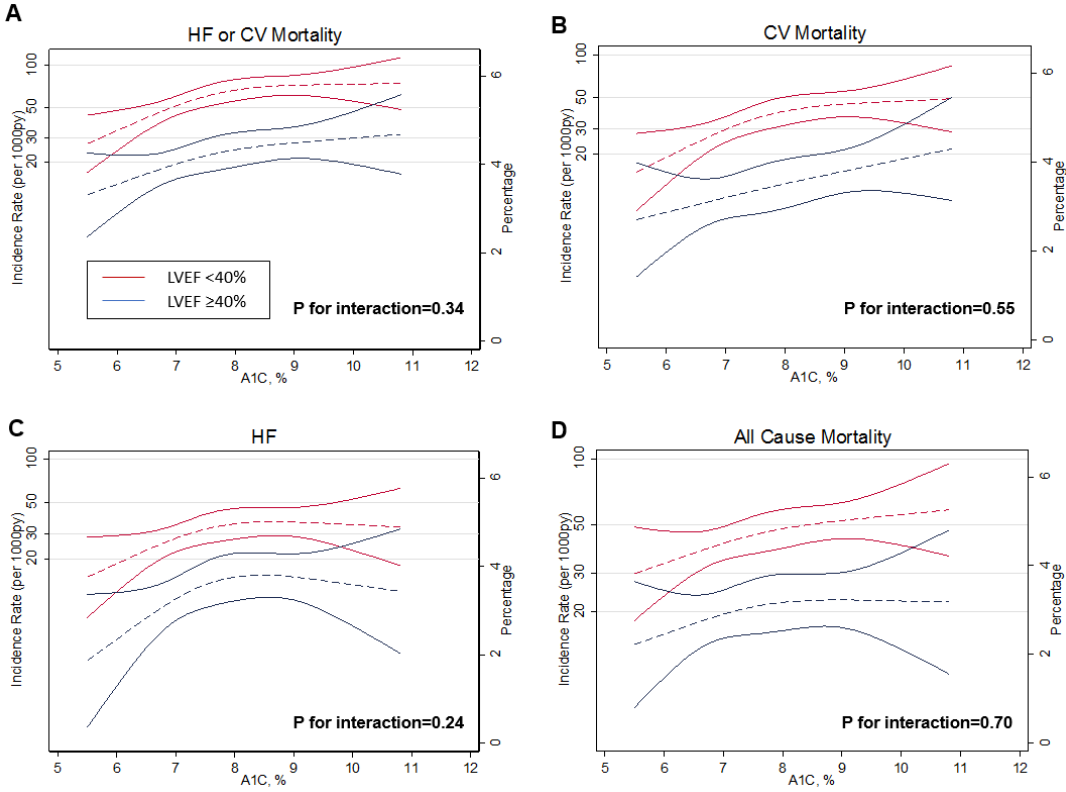 A
HF or CV Mortality
Incidence Rate (per 1000py)
100
50
30
20
6
4
2
0
Percentage
LVEF <40%
LVEF ≥40%
P for interaction=0.34
5 6 7 8 9 10 11 12
A1C, %
B
CV Mortality
Incidence Rate (per 1000py)
100
50
30
20
6
4
2
0
Percentage
P for interaction=0.55
5 6 7 8 9 10 11 12
A1C, %
C
HF
Incidence Rate (per 1000py)
100
50
30
20
6
4
2
0
Percentage
P for interaction=0.24
5 6 7 8 9 10 11 12
A1C, %
D
All Cause Mortality
Incidence Rate (per 1000py)
100
50
30
20
6
4
2
0
Percentage
P for interaction=0.70
5 6 7 8 9 10 11 12
A1C, %